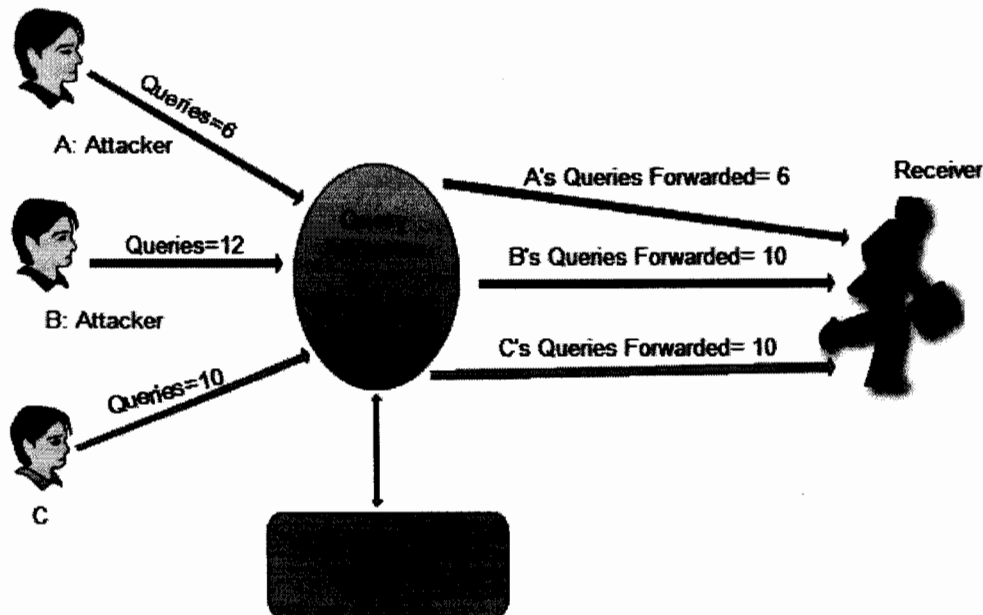 Queries=6
A: Attacker
A's Queries Forwarded= 6
Receiver
Queries=12
B's Queries Forwarded= 10
B: Attacker
C's Queries Forwarded= 10
Queries=10
C